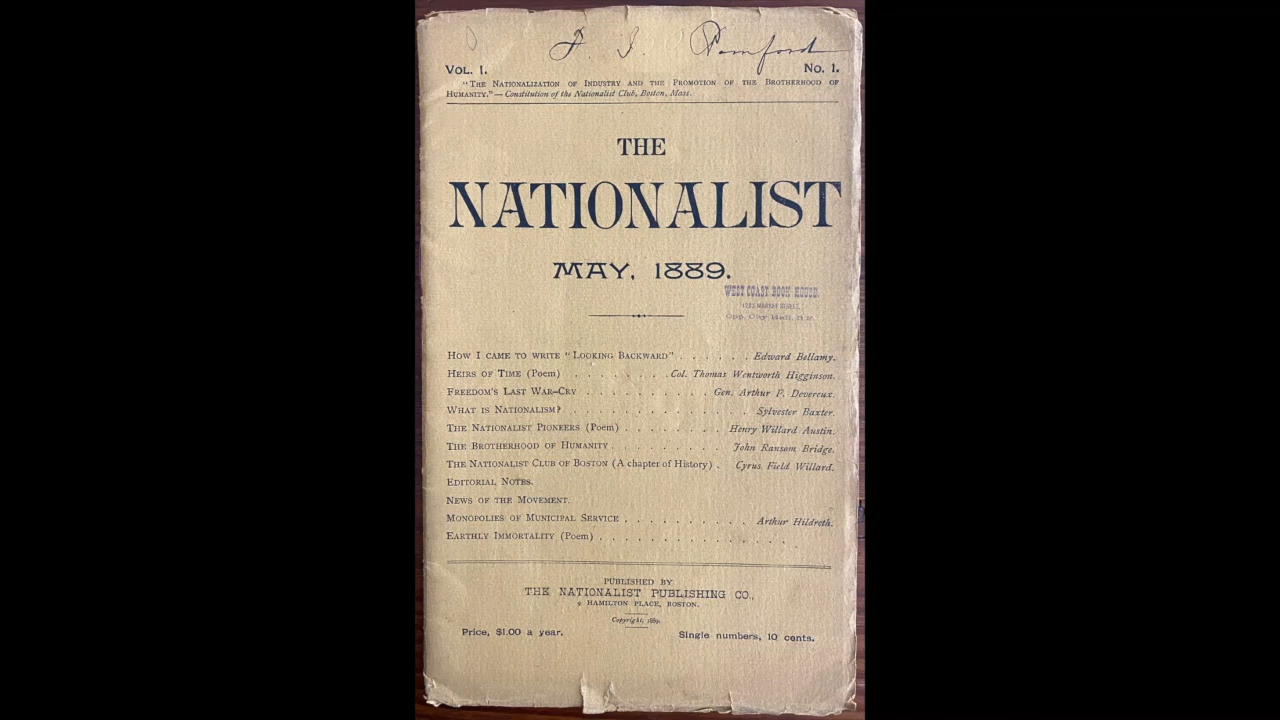 Vol. I. No. 1.
"The Nationalization of Industry and the Promotion of the Brotherhood of
Humanity."—Constitution of the Nationalist Club, Boston, Mass.
THE
NATIONALIST
MAY, 1889.
WEST COAST BOOK HOUSE,
MARKET STREET,
Opp. City Hall, S. F.
How I came to write "Looking Backward" . . . . . . Edward Bellamy.
Heirs of Time (Poem) . . . . . . . . Col. Thomas Wentworth Higginson.
Freedom's Last War-Cry . . . . . . . . . . Gen. Arthur F. Devereux.
What is Nationalism? . . . . . . . . . . . . . Sylvester Baxter.
The Nationalist Pioneers (Poem) . . . . . . . . Henry Willard Austin.
The Brotherhood of Humanity . . . . . . . . . John Ransom Bridge.
The Nationalist Club of Boston (A chapter of History) . Cyrus Field Willard.
Editorial Notes.
News of the Movement.
Monopolies of Municipal Service . . . . . . . . . . Arthur Hildreth.
Earthly Immortality (Poem) . . . . . . . . . . . . . . .
PUBLISHED BY
THE NATIONALIST PUBLISHING CO.,
9 HAMILTON PLACE, BOSTON.
Copyright, 1889.
Price, $1.00 a year. Single numbers, 10 cents.